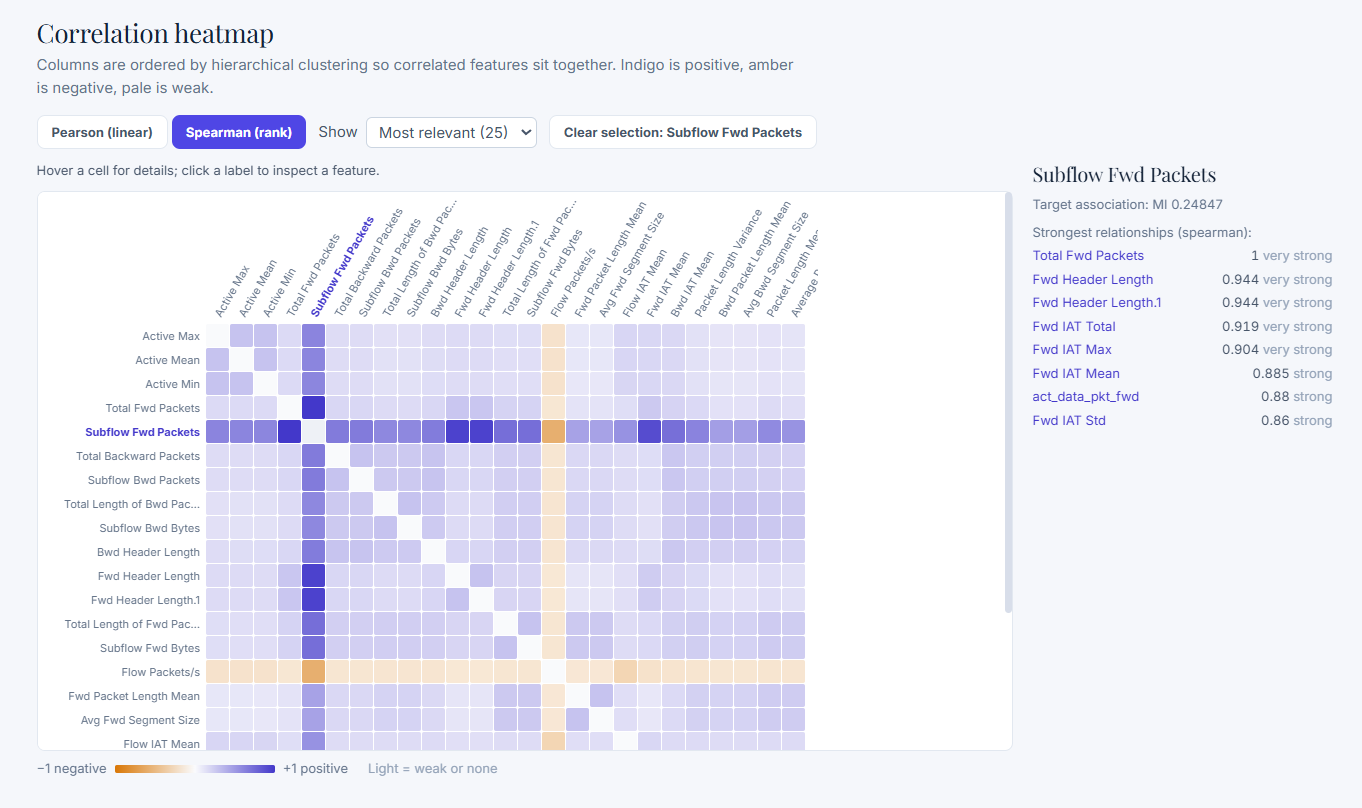 Correlation heatmap
Columns are ordered by hierarchical clustering so correlated features sit together. Indigo is positive, amber
is negative, pale is weak.
Pearson (linear)
Spearman (rank)
Show
Most relevant (25)
Clear selection: Subflow Fwd Packets
Hover a cell for details; click a label to inspect a feature.
Active Max
Active Mean
Active Min
Total Fwd Packets
Subflow Fwd Packets
Total Backward Packets
Subflow Bwd Packets
Total Length of Bwd Pac...
Subflow Bwd Bytes
Bwd Header Length
Fwd Header Length
Fwd Header Length.1
Total Length of Fwd Pac...
Subflow Fwd Bytes
Flow Packets/s
Fwd Packet Length Mean
Avg Fwd Segment Size
Flow IAT Mean
Fwd IAT Mean
Bwd IAT Mean
Packet Length Variance
Bwd Packet Length Mean
Avg Bwd Segment Size
Packet Length
Average
Active Max
Active Mean
Active Min
Total Fwd Packets
Subflow Fwd Packets
Total Backward Packets
Subflow Bwd Packets
Total Length of Bwd Pac...
Subflow Bwd Bytes
Bwd Header Length
Fwd Header Length
Fwd Header Length.1
Total Length of Fwd Pac...
Subflow Fwd Bytes
Flow Packets/s
Fwd Packet Length Mean
Avg Fwd Segment Size
Flow IAT Mean
−1 negative
+1 positive
Light = weak or none
Subflow Fwd Packets
Target association: MI 0.24847
Strongest relationships (spearman):
Total Fwd Packets 1 very strong
Fwd Header Length 0.944 very strong
Fwd Header Length.1 0.944 very strong
Fwd IAT Total 0.919 very strong
Fwd IAT Max 0.904 very strong
Fwd IAT Mean 0.885 strong
act_data_pkt_fwd 0.88 strong
Fwd IAT Std 0.86 strong